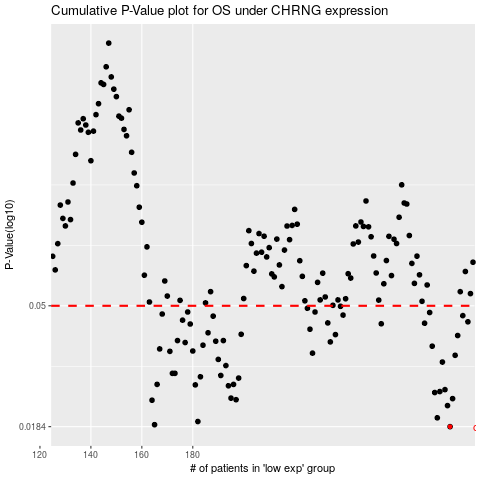 Cumulative P-Value plot for OS under CHRNG expression
P-Value(log10)
0.05
0.0184
120 140 160 180
# of patients in 'low exp' group